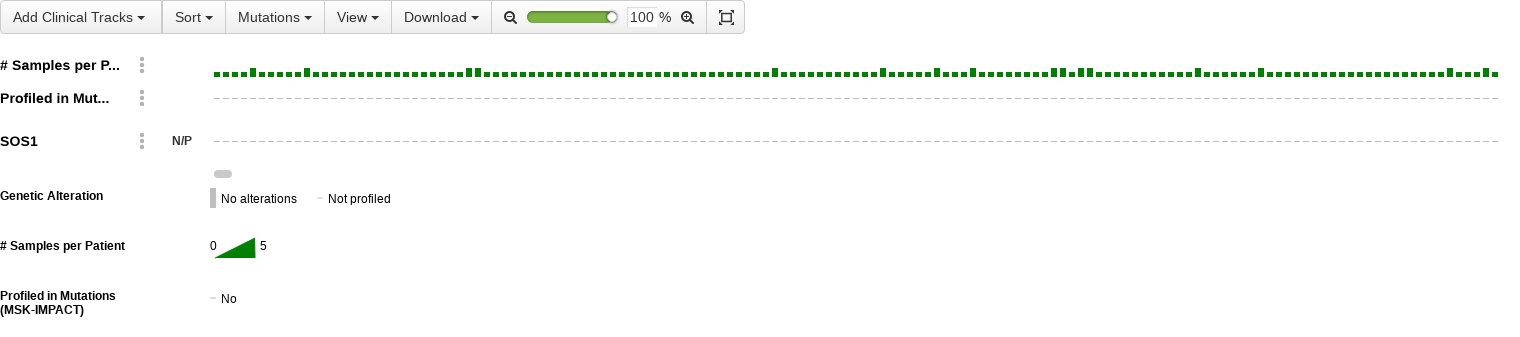 Add Clinical Tracks Sort Mutations View Download 100 %
# Samples per P...
Profiled in Mut...
SOS1 N/P
Genetic Alteration No alterations Not profiled
# Samples per Patient 0 5
Profiled in Mutations
(MSK-IMPACT) No